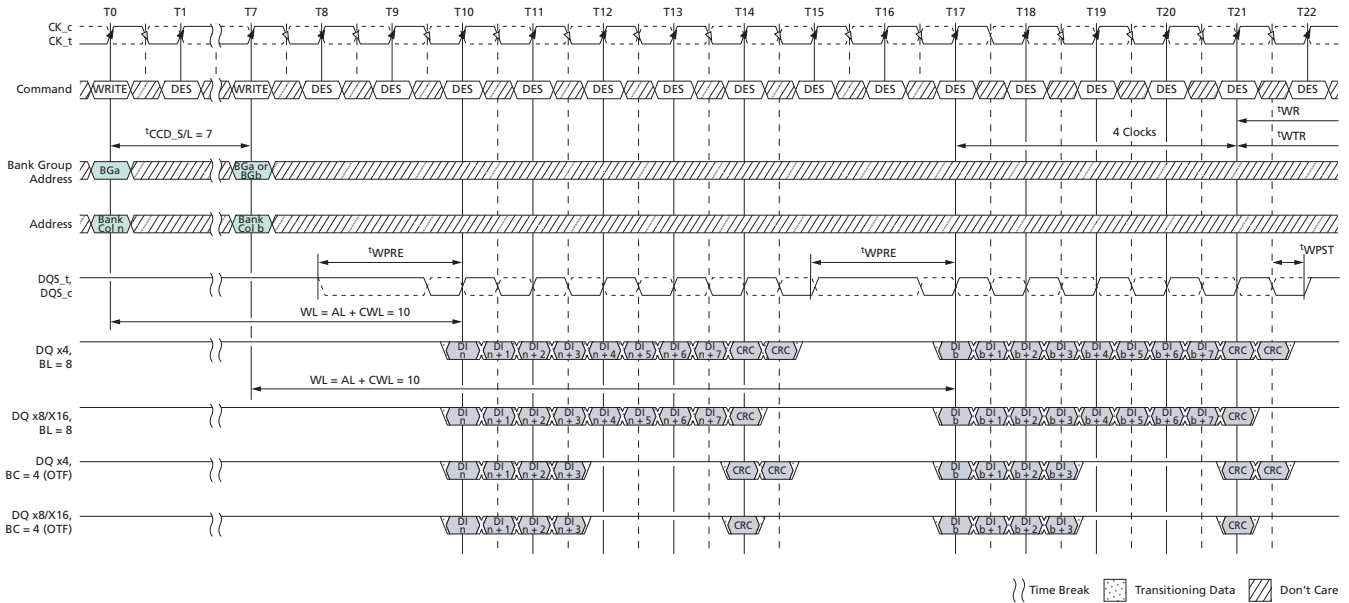 T0 T1 T7 T8 T9 T10 T11 T12 T13 T14 T15 T16 T17 T18 T19 T20 T21 T22
CK_c
CK_t
Command WRITE DES WRITE DES DES DES DES DES DES DES DES DES DES DES DES DES DES DES
tWR
tCCD_S/L = 7
4 Clocks
tWTR
Bank Group
Address
BGa
BGa or
BGb
Address
Bank
Col n
Bank
Col b
tWPRE tWPRE tWPST
DQS_t,
DQS_c
WL = AL + CWL = 10
DQ x4,
BL = 8
DI DI DI DI DI DI DI DI CRC CRC DI DI DI DI DI DI DI DI CRC CRC
n n + 1 n + 2 n + 3 n + 4 n + 5 n + 6 n + 7 b b + 1 b + 2 b + 3 b + 4 b + 5 b + 6 b + 7
WL = AL + CWL = 10
DQ x8/X16,
BL = 8
DI DI DI DI DI DI DI DI CRC DI DI DI DI DI DI DI DI CRC
n n + 1 n + 2 n + 3 n + 4 n + 5 n + 6 n + 7 b b + 1 b + 2 b + 3 b + 4 b + 5 b + 6 b + 7
DQ x4,
BC = 4 (OTF)
DI DI DI DI CRC CRC DI DI DI DI CRC CRC
n n + 1 n + 2 n + 3 b b + 1 b + 2 b + 3
DQ x8/X16,
BC = 4 (OTF)
DI DI DI DI CRC DI DI DI DI CRC
n n + 1 n + 2 n + 3 b b + 1 b + 2 b + 3
Time Break Transitioning Data Don't Care